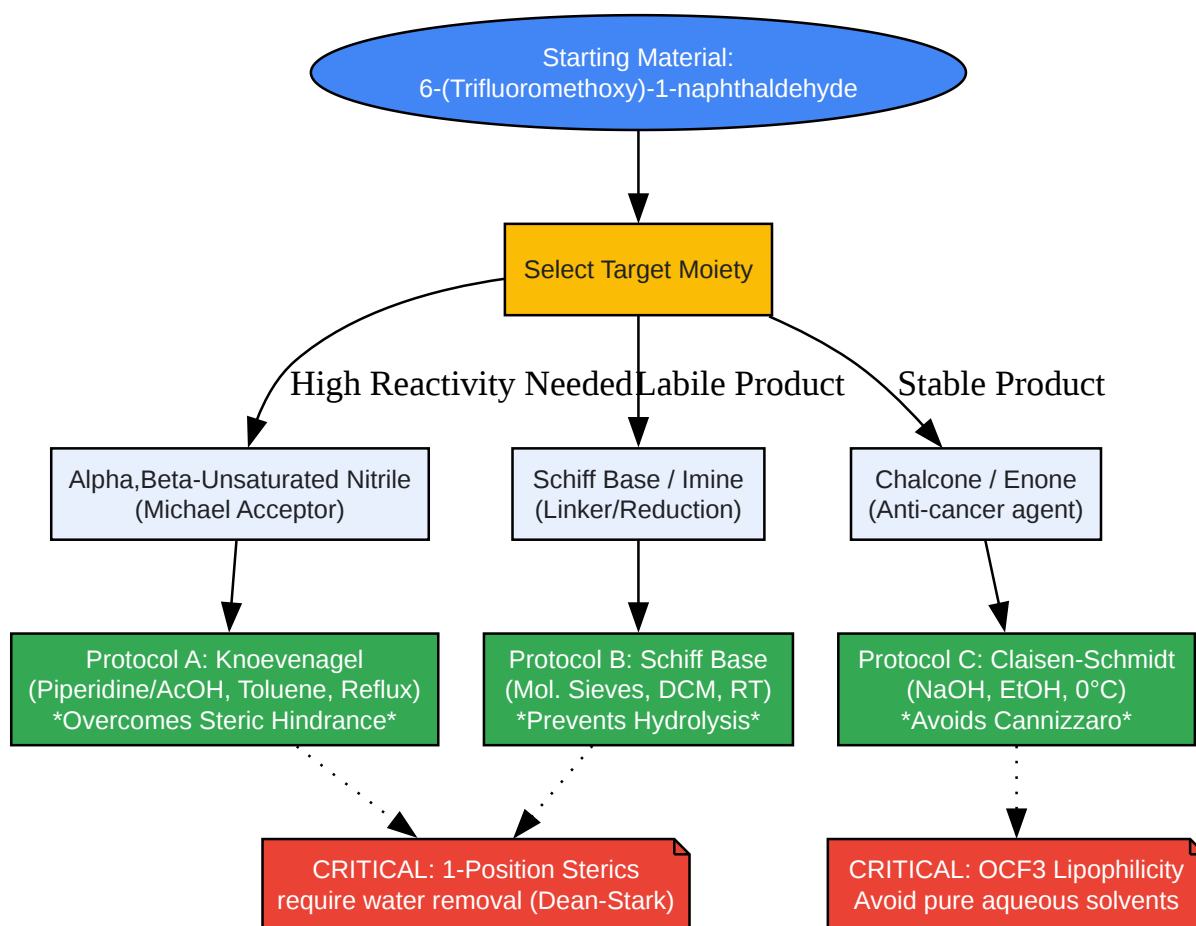 Starting Material:
6-(Trifluoromethoxy)-1-naphthaldehyde
Select Target Moiety
High Reactivity Needed
Labile Product
Stable Product
Alpha,Beta-Unsaturated Nitrile
(Michael Acceptor)
Schiff Base / Imine
(Linker/Reduction)
Chalcone / Enone
(Anti-cancer agent)
Protocol A: Knoevenagel
(Piperidine/AcOH, Toluene, Reflux)
*Overcomes Steric Hindrance*
Protocol B: Schiff Base
(Mol. Sieves, DCM, RT)
*Prevents Hydrolysis*
Protocol C: Claisen-Schmidt
(NaOH, EtOH, 0°C)
*Avoids Cannizzaro*
CRITICAL: 1-Position Sterics
require water removal (Dean-Stark)
CRITICAL: OCF3 Lipophilicity
Avoid pure aqueous solvents